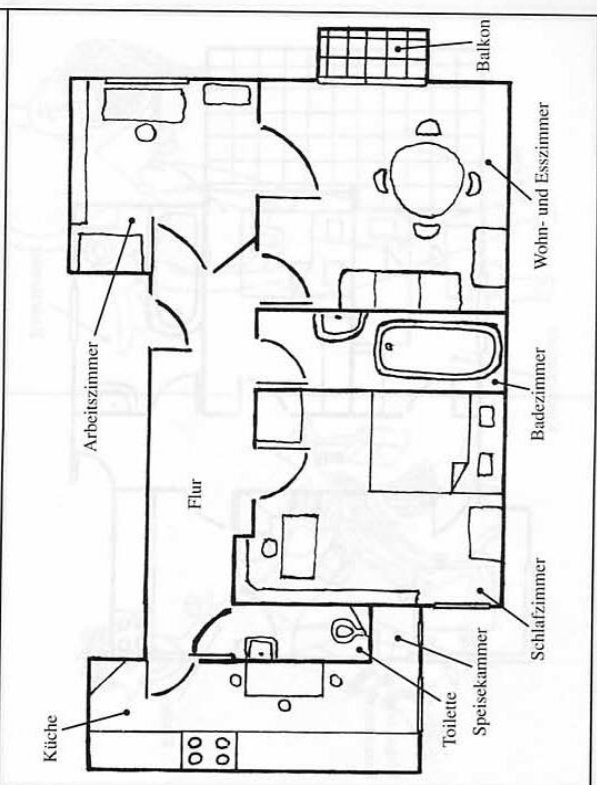 Küche
Arbeitszimmer
Flur
Toilette
Speisekammer
Schlafzimmer
Badezimmer
Wohn- und Esszimmer
Balkon